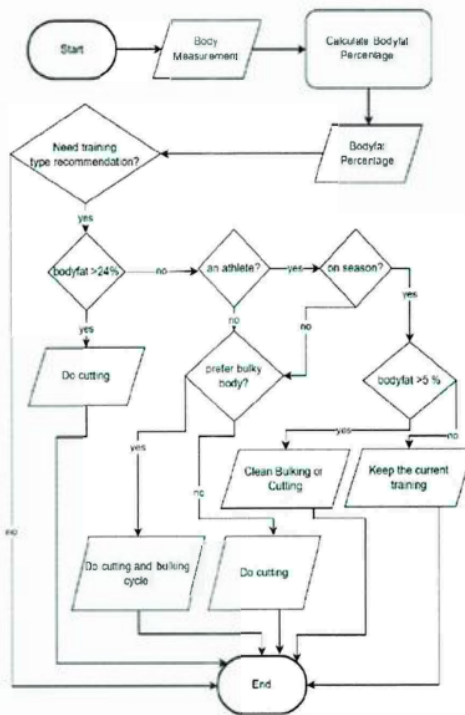 Start
Body
Measurement
Calculate Bodyfat
Percentage
Need training
type recommendation?
Bodyfat
Percentage
yes
bodyfat >24%
no
an athlete?
yes
on season?
yes
yes
no
no
Do cutting
prefer bulky
body?
bodyfat >5 %
yes
yes
no
no
Clean Bulking or
Cutting
Keep the current
training
no
Do cutting and bulking
cycle
Do cutting
End